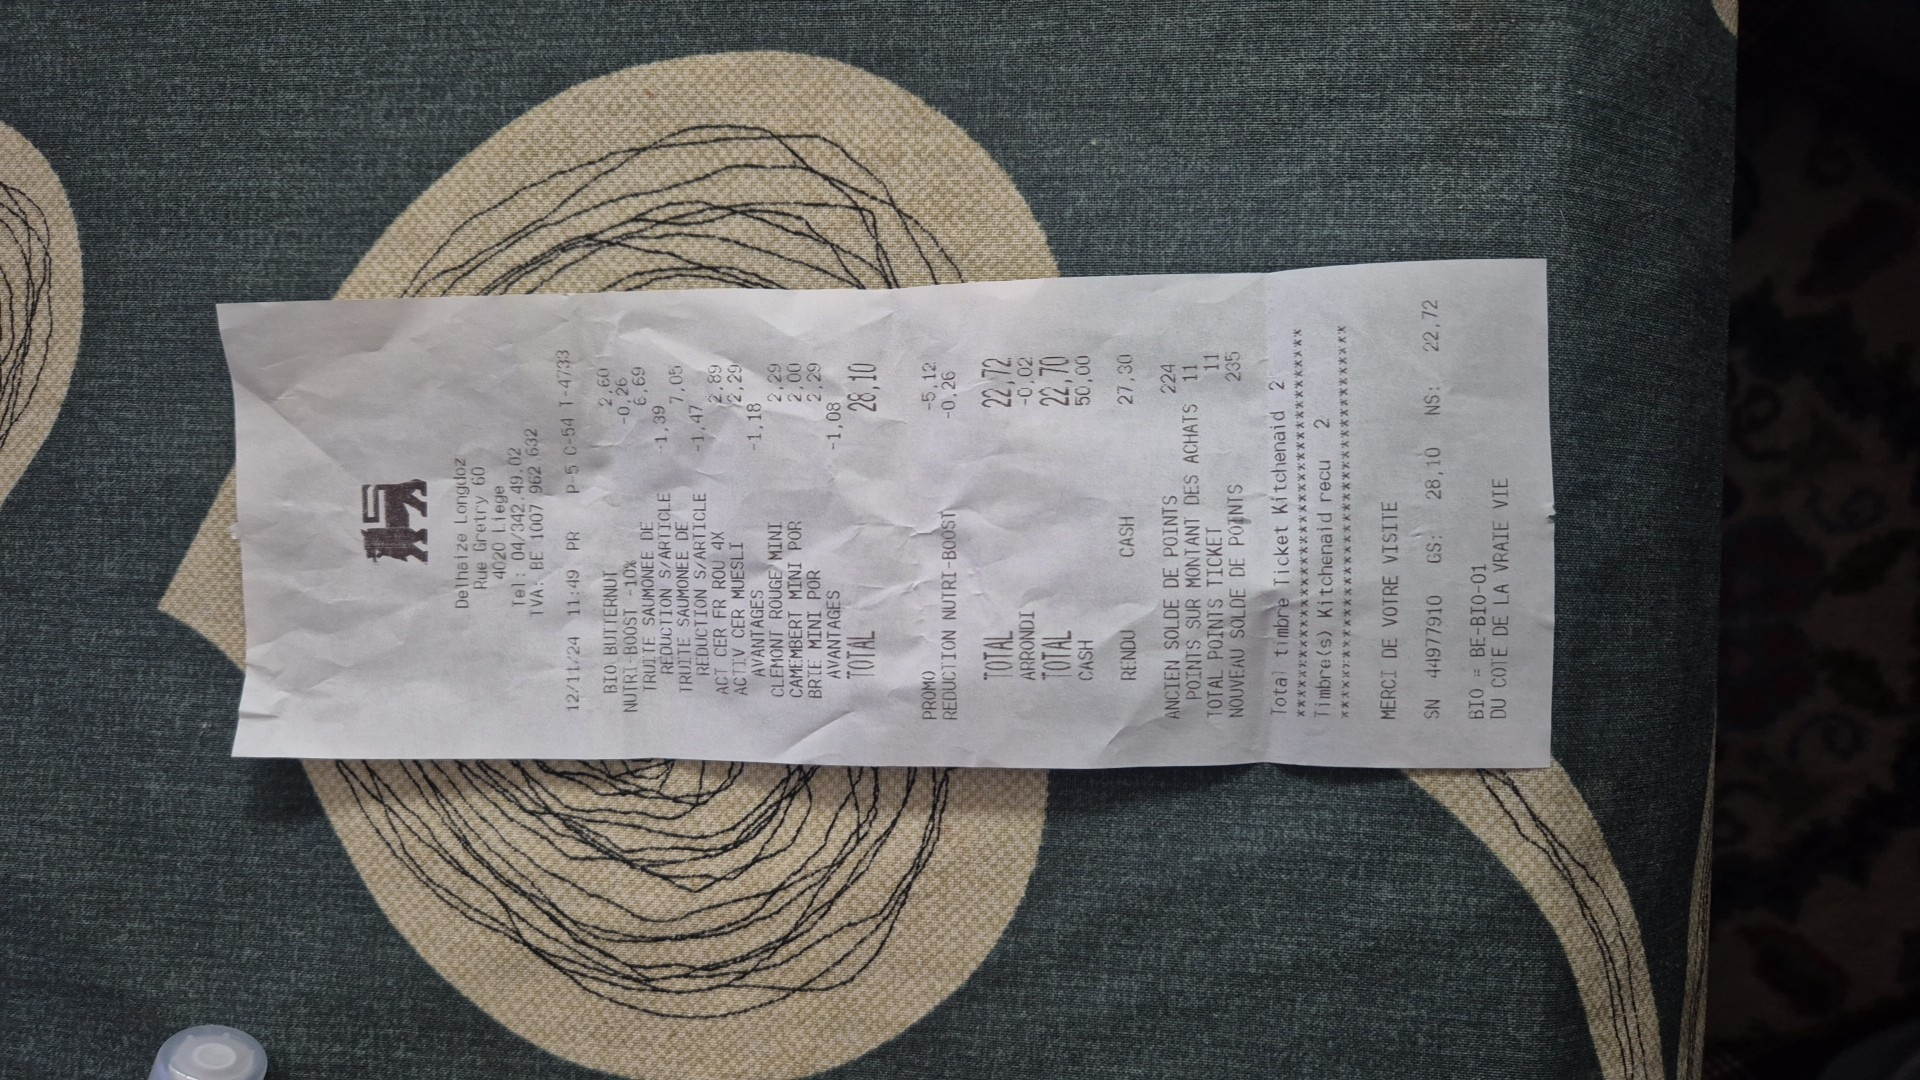 Delhaize Longdoz
Rue Gretry 60
4020 Liege
Tel: 04/342.49.02
TVA: BE 1007 962 632
12/11/24 11:49 PR P-5 C-54 T-4733
BIO BUTTERNUT 2,60
NUTRI-BOOST -10% -0,26
TRUITE SAUMONEE DE 6,69
REDUCTION S/ARTICLE -1,39
TRUITE SAUMONEE DE 7,05
REDUCTION S/ARTICLE -1,47
ACT CER FR ROU 4X 2,89
ACTIV CER MUESLI 2,29
AVANTAGES -1,18
CLEMONT ROUGE MINI 2,29
CAMEMBERT MINI POR 2,00
BRIE MINI POR 2,29
AVANTAGES -1,08
TOTAL 28,10
PROMO -5,12
REDUCTION NUTRI-BOOST -0,26
TOTAL 22,72
ARRONDI -0,02
TOTAL 22,70
CASH 50,00
RENDU CASH 27,30
ANCIEN SOLDE DE POINTS 224
POINTS SUR MONTANT DES ACHATS 11
TOTAL POINTS TICKET 11
NOUVEAU SOLDE DE POINTS 235
Total timbre Ticket Kitchenaid 2
****************************************
Timbre(s) Kitchenaid recu 2
****************************************
MERCI DE VOTRE VISITE
SN 44977910 GS: 28,10 NS: 22,72
BIO = BE-BIO-01
DU COTE DE LA VRAIE VIE